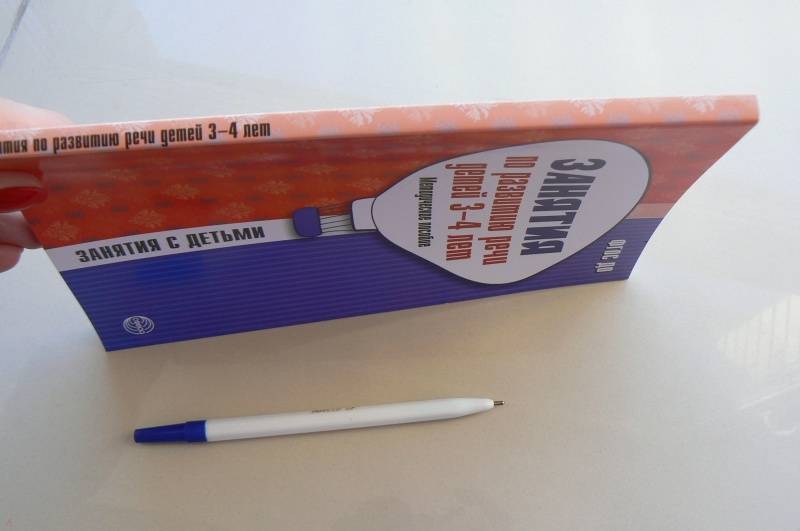 по развитию речи детей 3–4 лет
ЗАНЯТИЯ С ДЕТЬМИ
ЗАНЯТИЯ
по развитию речи
детей 3–4 лет
Методическое пособие
ФГОС ДО